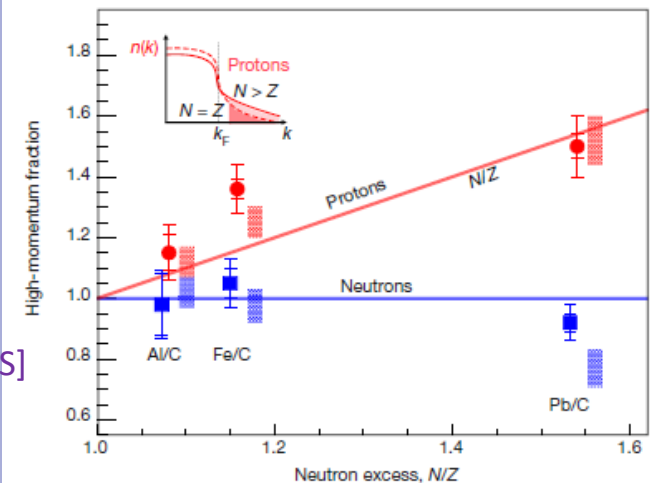 High-momentum fraction
1.8
1.6
1.4
1.2
1.0
0.8
0.6
n(k)
Protons
N > Z
N = Z
kF
k
Protons
N/Z
Neutrons
Al/C
Fe/C
Pb/C
S]
1.0
1.2
1.4
1.6
Neutron excess, N/Z